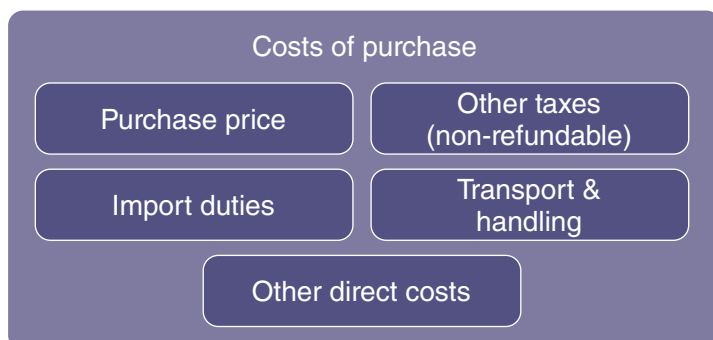 Costs of purchase
Purchase price
Other taxes
(non-refundable)
Import duties
Transport &
handling
Other direct costs